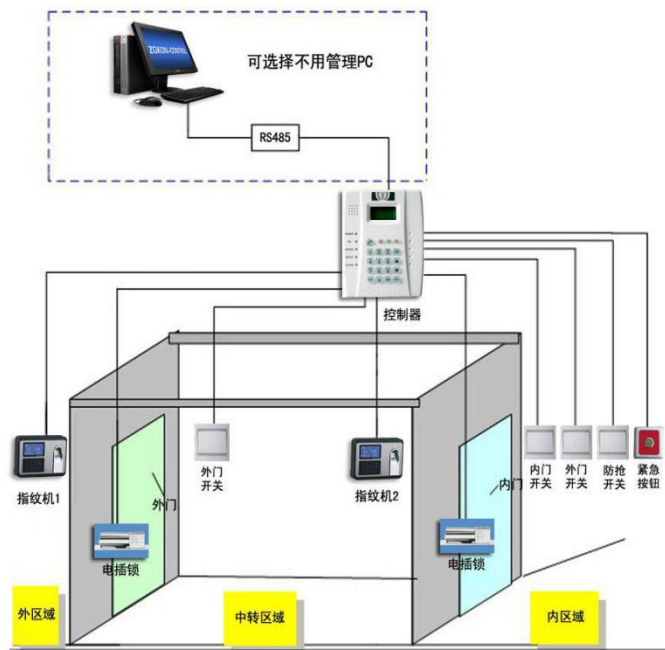 ZOKON-CONTROL
可选择不用管理PC
RS485
控制器
指纹机1
外门
开关
指纹机2
内门
开关
外门
开关
防抢
开关
紧急
按钮
外门
内门
电插锁
电插锁
外区域
中转区域
内区域